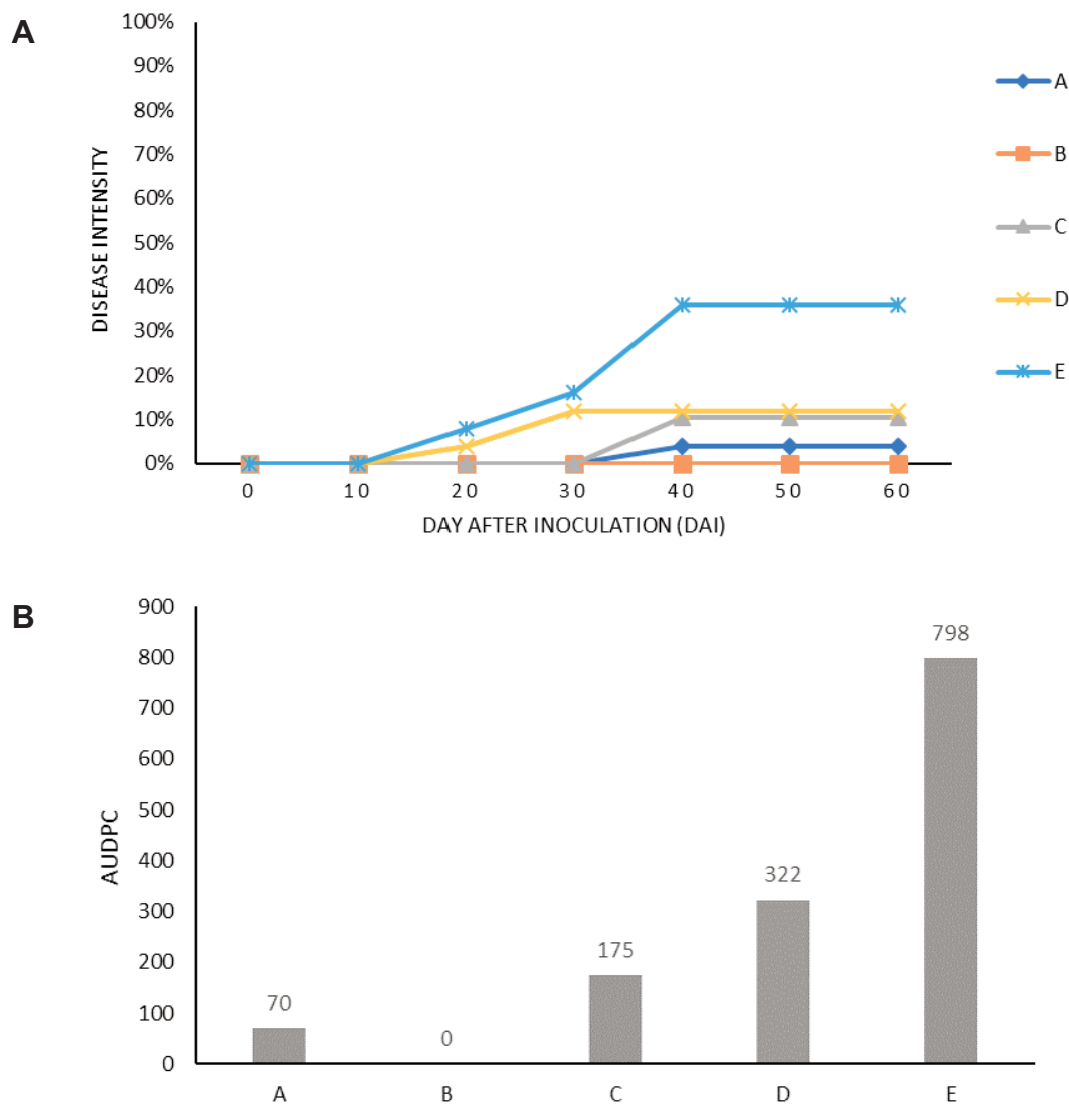 A
100%
90%
80%
70%
60%
50%
40%
30%
20%
10%
0%
DISEASE INTENSITY
0 10 20 30 40 50 60
DAY AFTER INOCULATION (DAI)
A
B
C
D
E
B
900
800
700
600
500
400
300
200
100
0
AUDPC
70
0
175
322
798
A B C D E